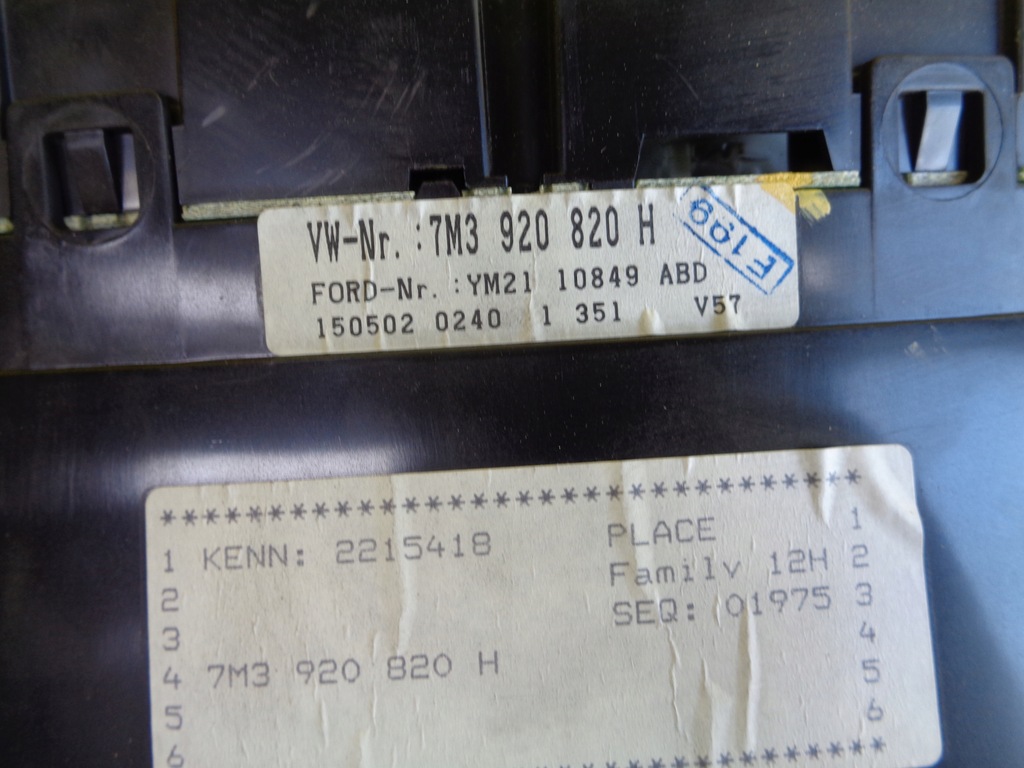 VW-Nr. :7M3 920 820 H
F199
FORD-Nr. :YM21 10849 ABD
150502 0240 1 351 V57
************************************
1 KENN: 2215418 PLACE 1
2 Familv 12H 2
3 SEQ: 01975 3
4 7M3 920 820 H 4
5 5
6 6
************************************